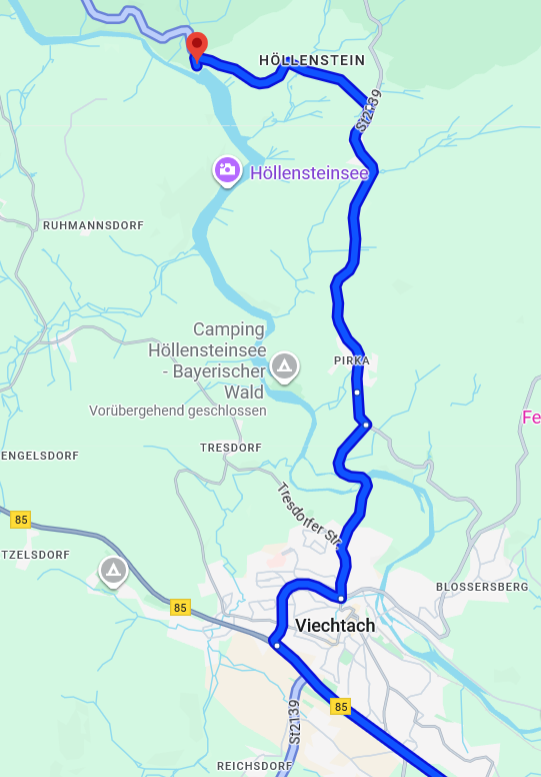 HÖLLENSTEIN
St2139
Höllensteinsee
RUHMANNSDORF
Camping
Höllensteinsee
- Bayerischer
Wald
Vorübergehend geschlossen
PIRKA
Fe
TRESDORF
ENGELSDORF
Tresdorfer Str.
85
TZELSDORF
BLOSSERSBERG
85
Viechtach
85
St2139
REICHSDORF